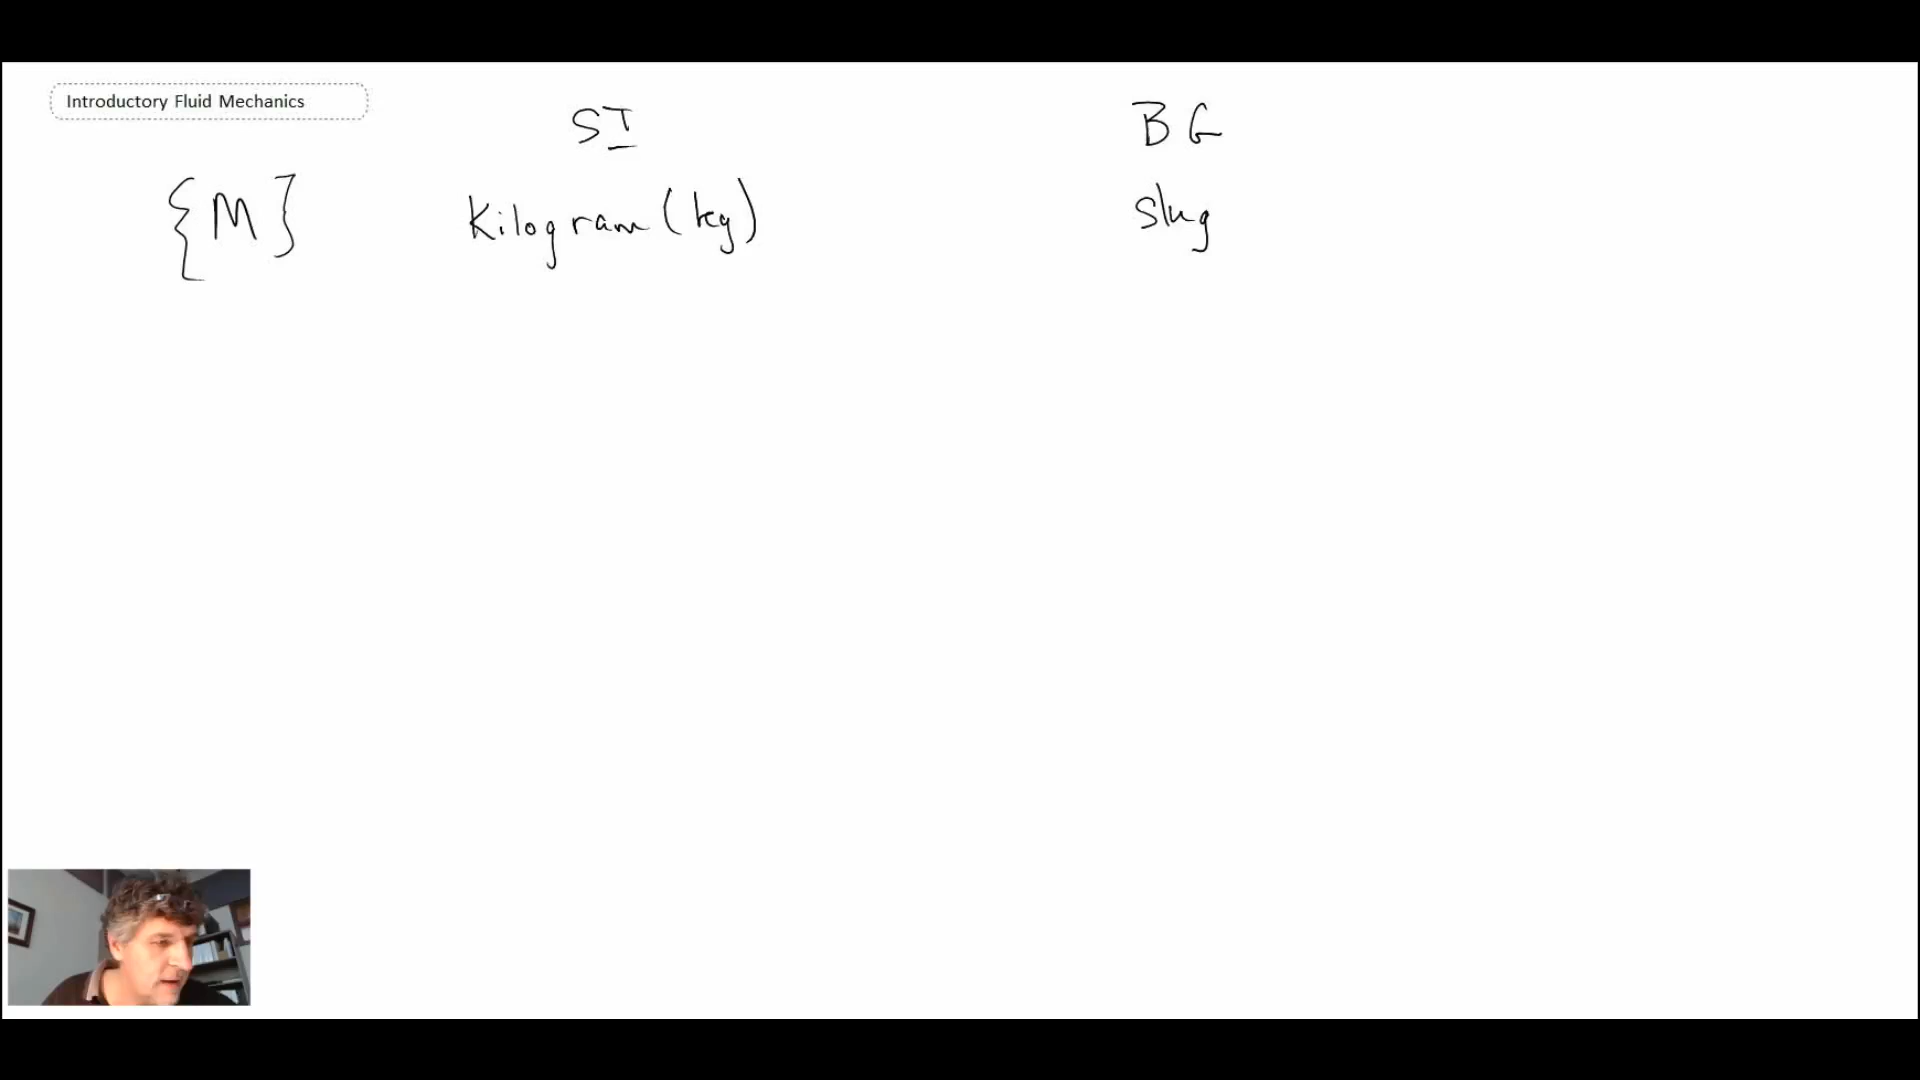 Introductory Fluid Mechanics
SI BG
{M} Kilogram (kg) slug